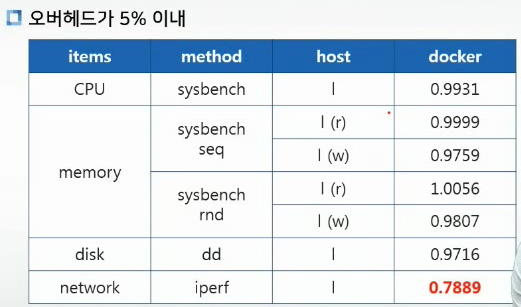 오버헤드가 5% 이내
items method host docker
CPU sysbench l 0.9931
memory sysbench seq l (r) 0.9999
l (w) 0.9759
sysbench rnd l (r) 1.0056
l (w) 0.9807
disk dd l 0.9716
network iperf l 0.7889